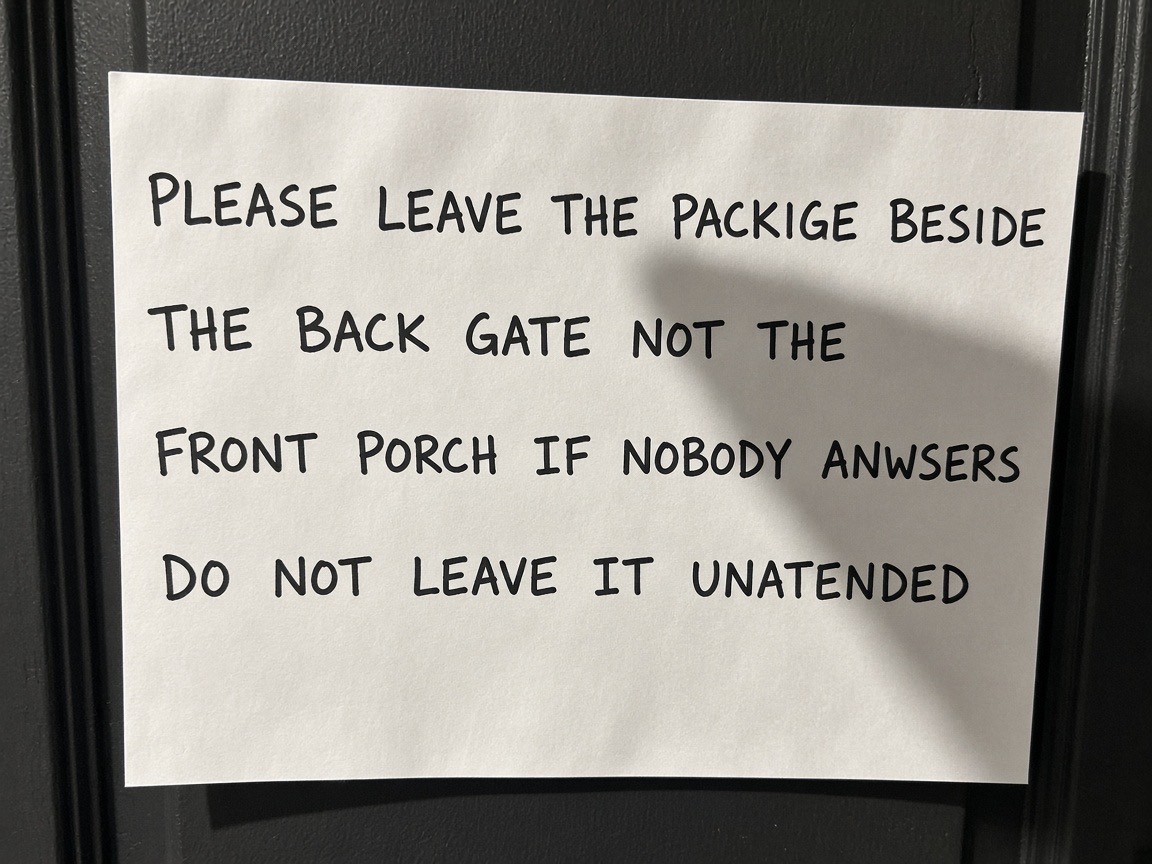 PLEASE LEAVE THE PACKIGE BESIDE
THE BACK GATE NOT THE
FRONT PORCH IF NOBODY ANWSERS
DO NOT LEAVE IT UNATENDED